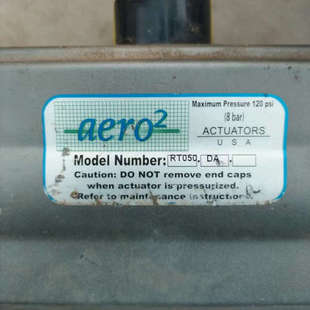 aero²
Maximum Pressure 120 psi
(8 bar)
ACTUATORS
U S A
Model Number: RT050. DA .
Caution: DO NOT remove end caps
when actuator is pressurized.
Refer to maintenance instructions